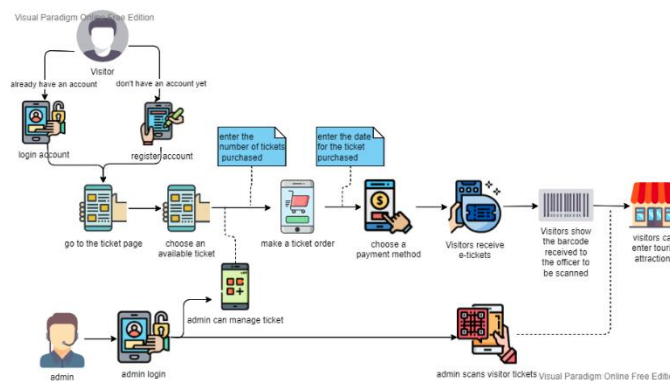 Visual Paradigm Online Free Edition
Visitor
already have an account
don't have an account yet
login account
register account
enter the
number of tickets
purchased
enter the date
for the ticket
purchased
go to the ticket page
choose an
available ticket
make a ticket order
choose a
payment method
Visitors receive
e-tickets
Visitors show
the barcode
received to
the officer to
be scanned
visitors ca
enter touri
attraction
admin can manage ticket
admin
admin login
admin scans visitor tickets
Visual Paradigm Online Free Edit